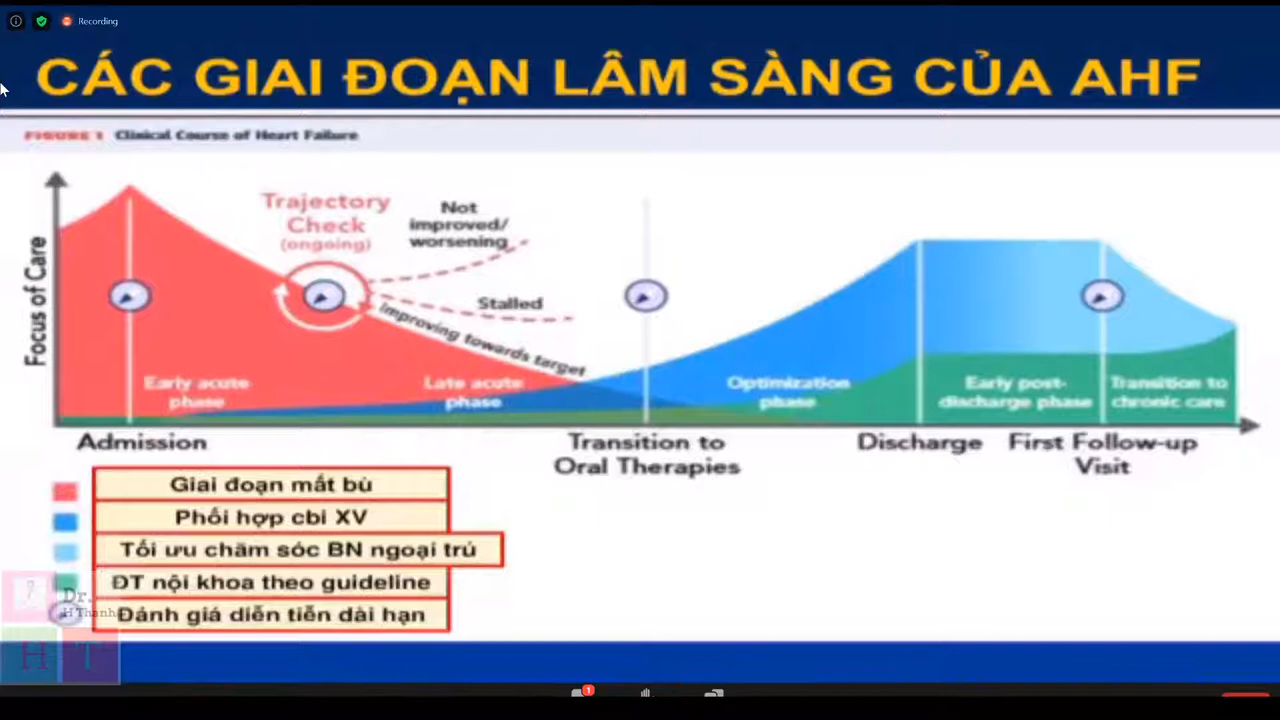 Recording
CÁC GIAI ĐOẠN LÂM SÀNG CỦA AHF
FIGURE 1 Clinical Course of Heart Failure
Focus of Care
Trajectory
Check
(ongoing)
Not
improved/
worsening
Stalled
Improving towards target
Early acute
phase
Late acute
phase
Optimization
phase
Early post-
discharge phase
Transition to
chronic care
Admission
Transition to
Oral Therapies
Discharge
First Follow-up
Visit
Giai đoạn mất bù
Phối hợp cbi XV
Tối ưu chăm sóc BN ngoại trú
ĐT nội khoa theo guideline
Đánh giá diễn tiến dài hạn
Dr.
H Thanh
H T
1